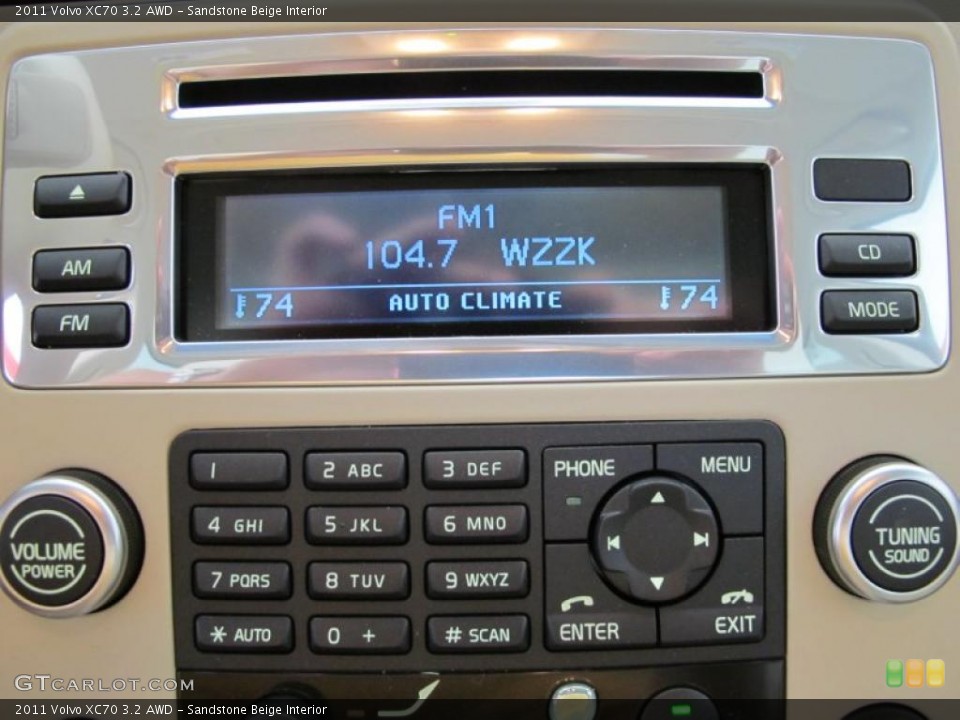 2011 Volvo XC70 3.2 AWD - Sandstone Beige Interior
FM1
104.7 WZZK
74 AUTO CLIMATE 74
AM
FM
CD
MODE
1 2 ABC 3 DEF
4 GHI 5 JKL 6 MNO
7 PQRS 8 TUV 9 WXYZ
* AUTO 0 + # SCAN
PHONE MENU
ENTER EXIT
VOLUME
POWER
TUNING
SOUND
GTCARLOT.COM
2011 Volvo XC70 3.2 AWD - Sandstone Beige Interior